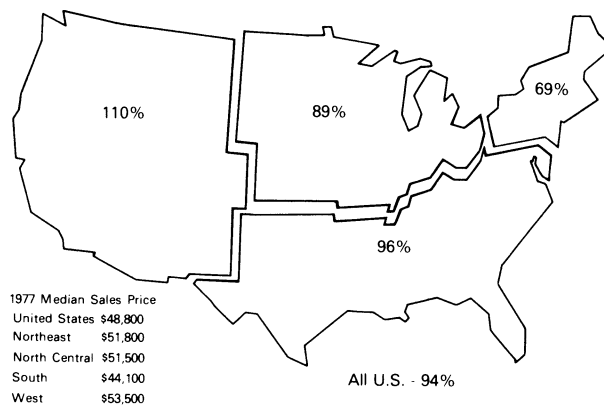 110%
89%
69%
96%
1977 Median Sales Price
United States $48,800
Northeast $51,800
North Central $51,500
South $44,100
West $53,500
All U.S. - 94%